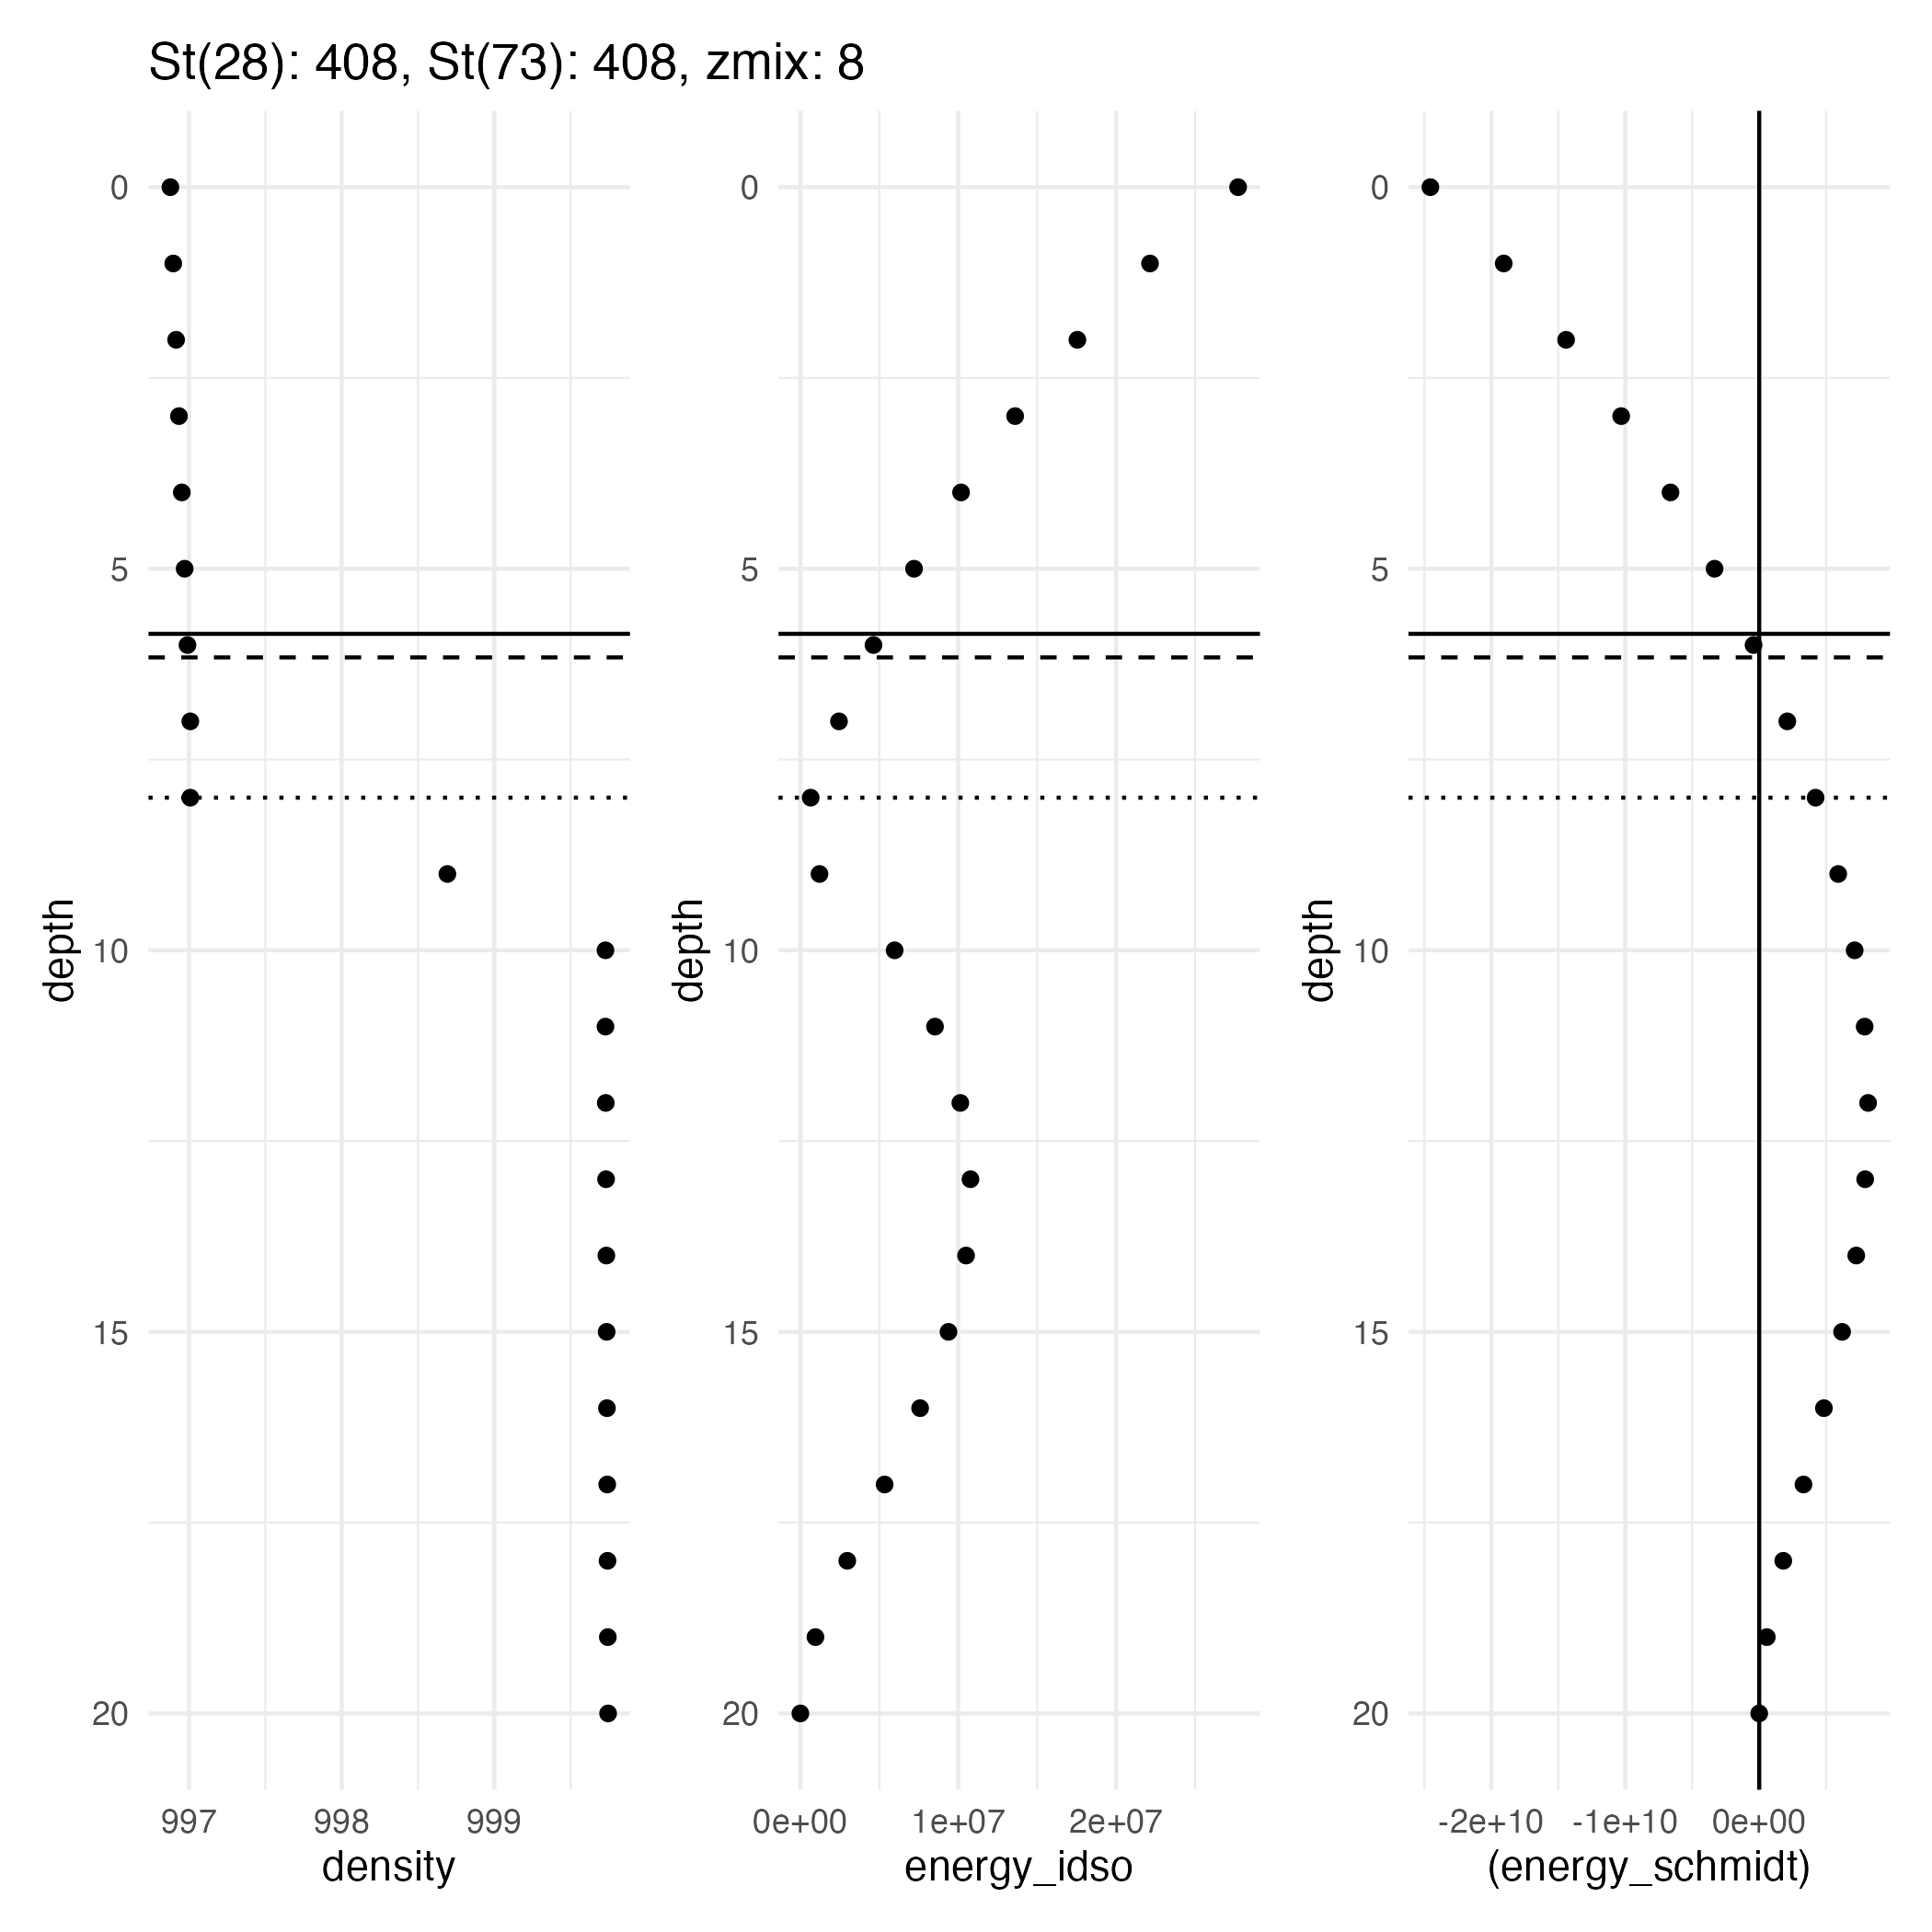 St(28): 408, St(73): 408, zmix: 8
0
5
10
15
20
depth
997 998 999
density
0
5
10
15
20
depth
0e+00 1e+07 2e+07
energy_idso
0
5
10
15
20
depth
-2e+10 -1e+10 0e+00
(energy_schmidt)